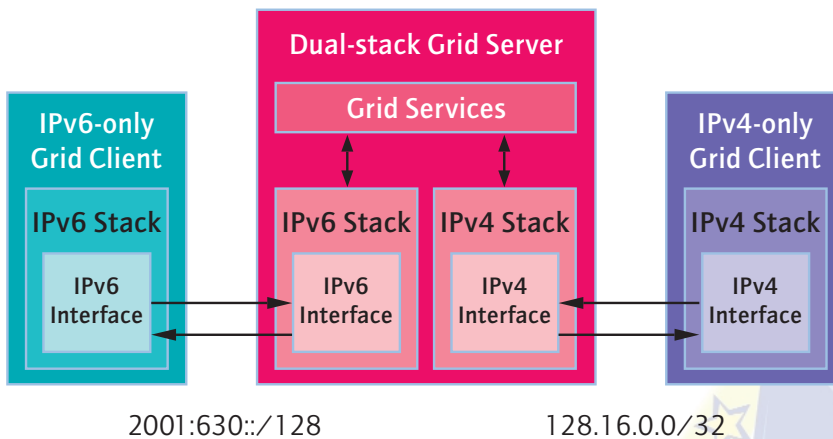 Dual-stack Grid Server
Grid Services
IPv6-only
Grid Client
IPv6 Stack
IPv6
Interface
IPv6 Stack
IPv6
Interface
IPv4 Stack
IPv4
Interface
IPv4-only
Grid Client
IPv4 Stack
IPv4
Interface
2001:630::/128
128.16.0.0/32